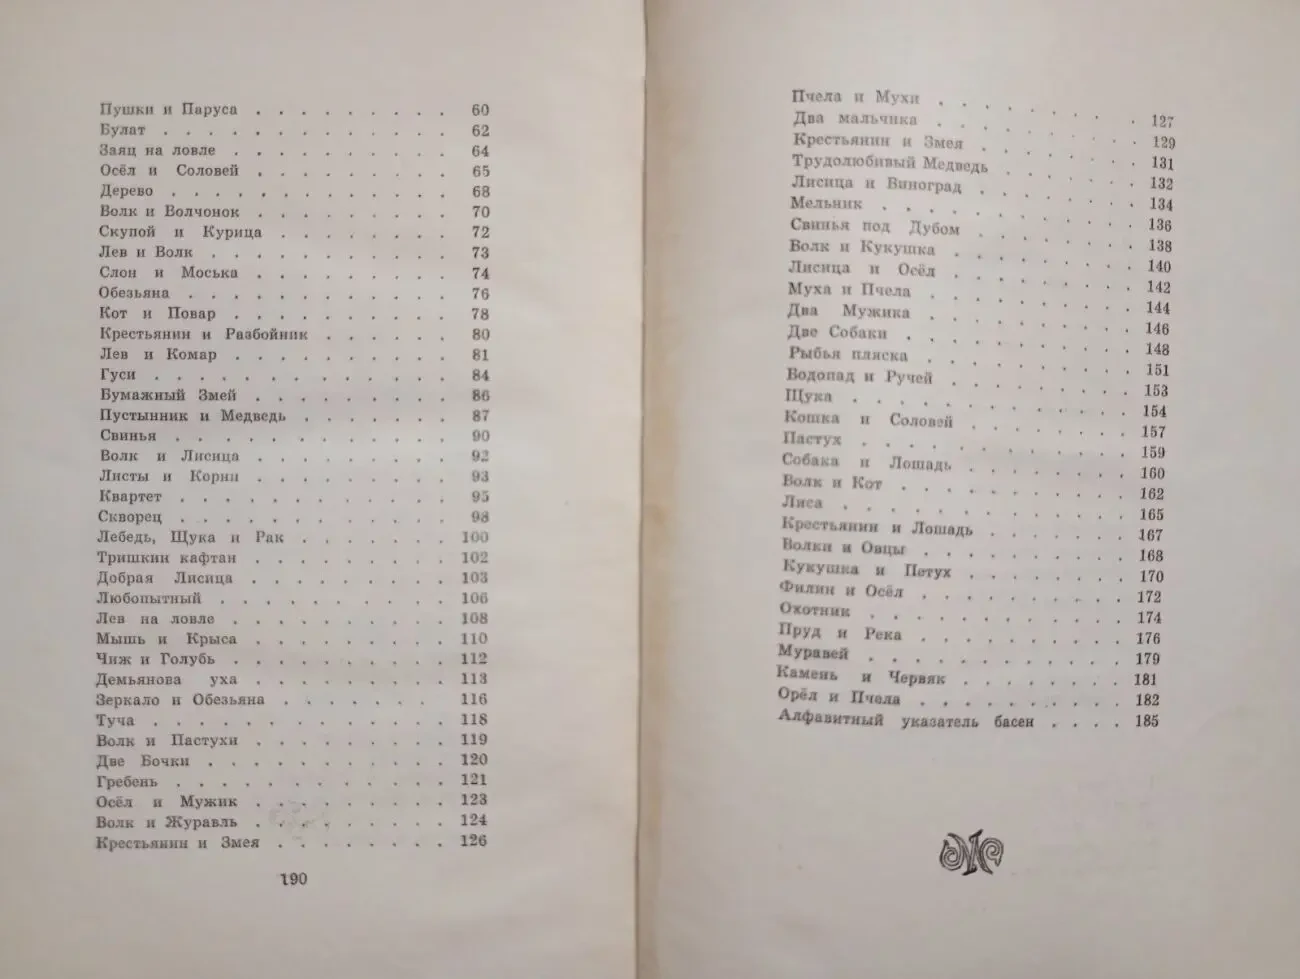 Пушки и Паруса . . . . . . . . . 60
Булат . . . . . . . . . . . . . 62
Заяц на ловле . . . . . . . . . . 64
Осёл и Соловей . . . . . . . . . 65
Дерево . . . . . . . . . . . . . 68
Волк и Волчонок . . . . . . . . . 70
Скупой и Курица . . . . . . . . 72
Лев и Волк . . . . . . . . . . . 73
Слон и Моська . . . . . . . . . 74
Обезьяна . . . . . . . . . . . . 76
Кот и Повар . . . . . . . . . . 78
Крестьянин и Разбойник . . . . . . 80
Лев и Комар . . . . . . . . . . 81
Гуси . . . . . . . . . . . . . 84
Бумажный Змей . . . . . . . . . 86
Пустынник и Медведь . . . . . . . 87
Свинья . . . . . . . . . . . . 90
Волк и Лисица . . . . . . . . . 92
Листы и Корни . . . . . . . . . 93
Квартет . . . . . . . . . . . . 95
Скворец . . . . . . . . . . . . 98
Лебедь, Щука и Рак . . . . . . . 100
Тришкин кафтан . . . . . . . . . 102
Добрая Лисица . . . . . . . . . 103
Любопытный . . . . . . . . . . 106
Лев на ловле . . . . . . . . . . 108
Мышь и Крыса . . . . . . . . . 110
Чиж и Голубь . . . . . . . . . . 112
Демьянова уха . . . . . . . . . 113
Зеркало и Обезьяна . . . . . . . 116
Туча . . . . . . . . . . . . . 118
Волк и Пастухи . . . . . . . . . 119
Две Бочки . . . . . . . . . . . 120
Гребень . . . . . . . . . . . . 121
Осёл и Мужик . . . . . . . . . 123
Волк и Журавль . . . . . . . . . 124
Крестьянин и Змея . . . . . . . . 126
190
Пчела и Мухи . . . . . . . . . 127
Два мальчика . . . . . . . . . 129
Крестьянин и Змея . . . . . . . 131
Трудолюбивый Медведь . . . . . . 132
Лисица и Виноград . . . . . . . 134
Мельник . . . . . . . . . . . 136
Свинья под Дубом . . . . . . . 138
Волк и Кукушка . . . . . . . . 140
Лисица и Осёл . . . . . . . . 142
Муха и Пчела . . . . . . . . . 144
Два Мужика . . . . . . . . . 146
Две Собаки . . . . . . . . . . 148
Рыбья пляска . . . . . . . . . 151
Водопад и Ручей . . . . . . . . 153
Щука . . . . . . . . . . . . 154
Кошка и Соловей . . . . . . . 157
Пастух . . . . . . . . . . . . 159
Собака и Лошадь . . . . . . . 160
Волк и Кот . . . . . . . . . . 162
Лиса . . . . . . . . . . . . . 165
Крестьянин и Лошадь . . . . . . . 167
Волки и Овцы . . . . . . . . . 168
Кукушка и Петух . . . . . . . 170
Филин и Осёл . . . . . . . . . 172
Охотник . . . . . . . . . . . 174
Пруд и Река . . . . . . . . . 176
Муравей . . . . . . . . . . . 179
Камень и Червяк . . . . . . . . 181
Орёл и Пчела . . . . . . . . . 182
Алфавитный указатель басен . . . . 185